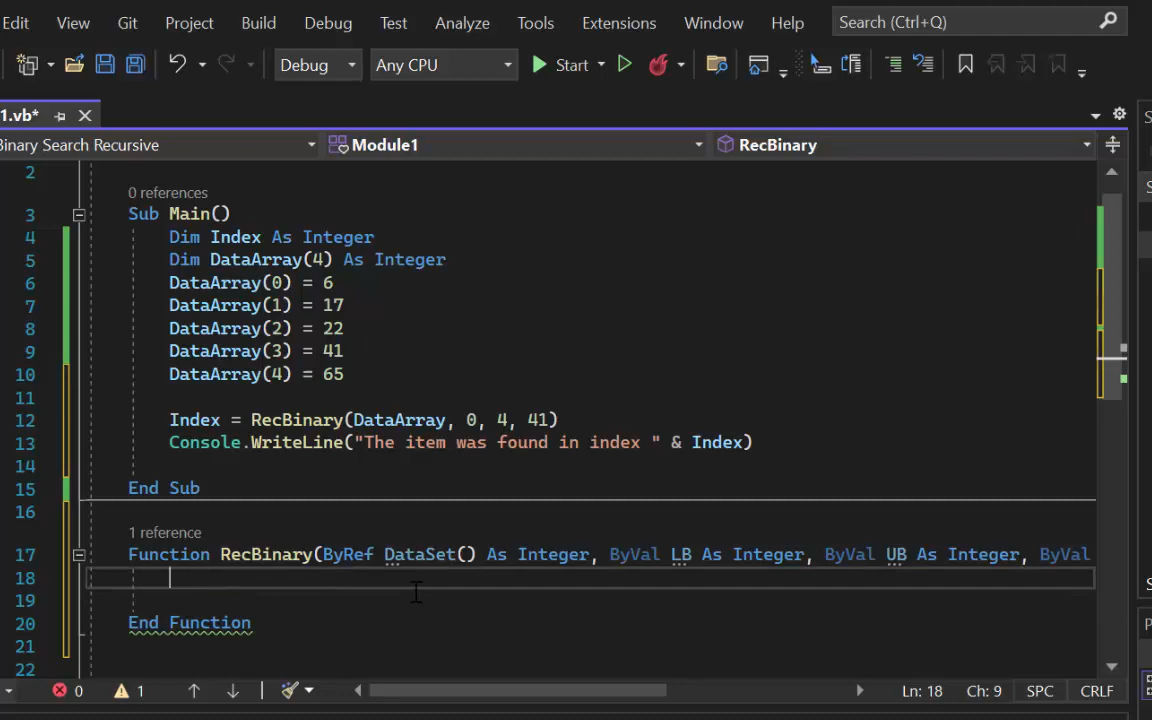 Edit View Git Project Build Debug Test Analyze Tools Extensions Window Help Search (Ctrl+Q)
Debug Any CPU Start
1.vb*
Binary Search Recursive Module1 RecBinary
2
0 references
3 Sub Main()
4 Dim Index As Integer
5 Dim DataArray(4) As Integer
6 DataArray(0) = 6
7 DataArray(1) = 17
8 DataArray(2) = 22
9 DataArray(3) = 41
10 DataArray(4) = 65
11
12 Index = RecBinary(DataArray, 0, 4, 41)
13 Console.WriteLine("The item was found in index " & Index)
14
15 End Sub
16
1 reference
17 Function RecBinary(ByRef DataSet() As Integer, ByVal LB As Integer, ByVal UB As Integer, ByVal
18
19
20 End Function
21
22
0 1 Ln: 18 Ch: 9 SPC CRLF